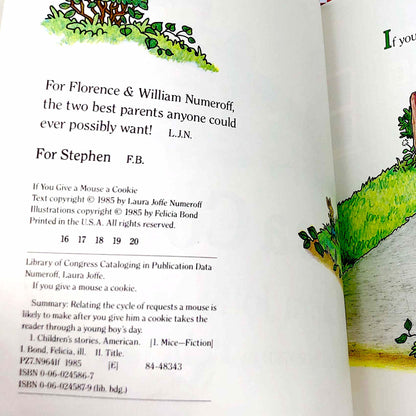 For Florence & William Numeroff,
the two best parents anyone could
ever possibly want! L.J.N.
For Stephen F.B.
If You Give a Mouse a Cookie
Text copyright © 1985 by Laura Joffe Numeroff
Illustrations copyright © 1985 by Felicia Bond
Printed in the U.S.A. All rights reserved.
16 17 18 19 20
Library of Congress Cataloging in Publication Data
Numeroff, Laura Joffe.
If you give a mouse a cookie.
Summary: Relating the cycle of requests a mouse is
likely to make after you give him a cookie takes the
reader through a young boy's day.
1. Children's stories, American. [1. Mice—Fiction]
I. Bond, Felicia, ill. II. Title.
PZ7.N964If 1985 [E] 84-48343
ISBN 0-06-024586-7
ISBN 0-06-024587-5 (lib. bdg.)
If you